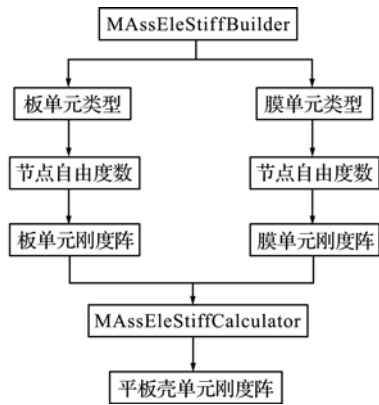 MAssEleStiffBuilder
板单元类型
膜单元类型
节点自由度数
节点自由度数
板单元刚度阵
膜单元刚度阵
MAssEleStiffCalculator
平板壳单元刚度阵